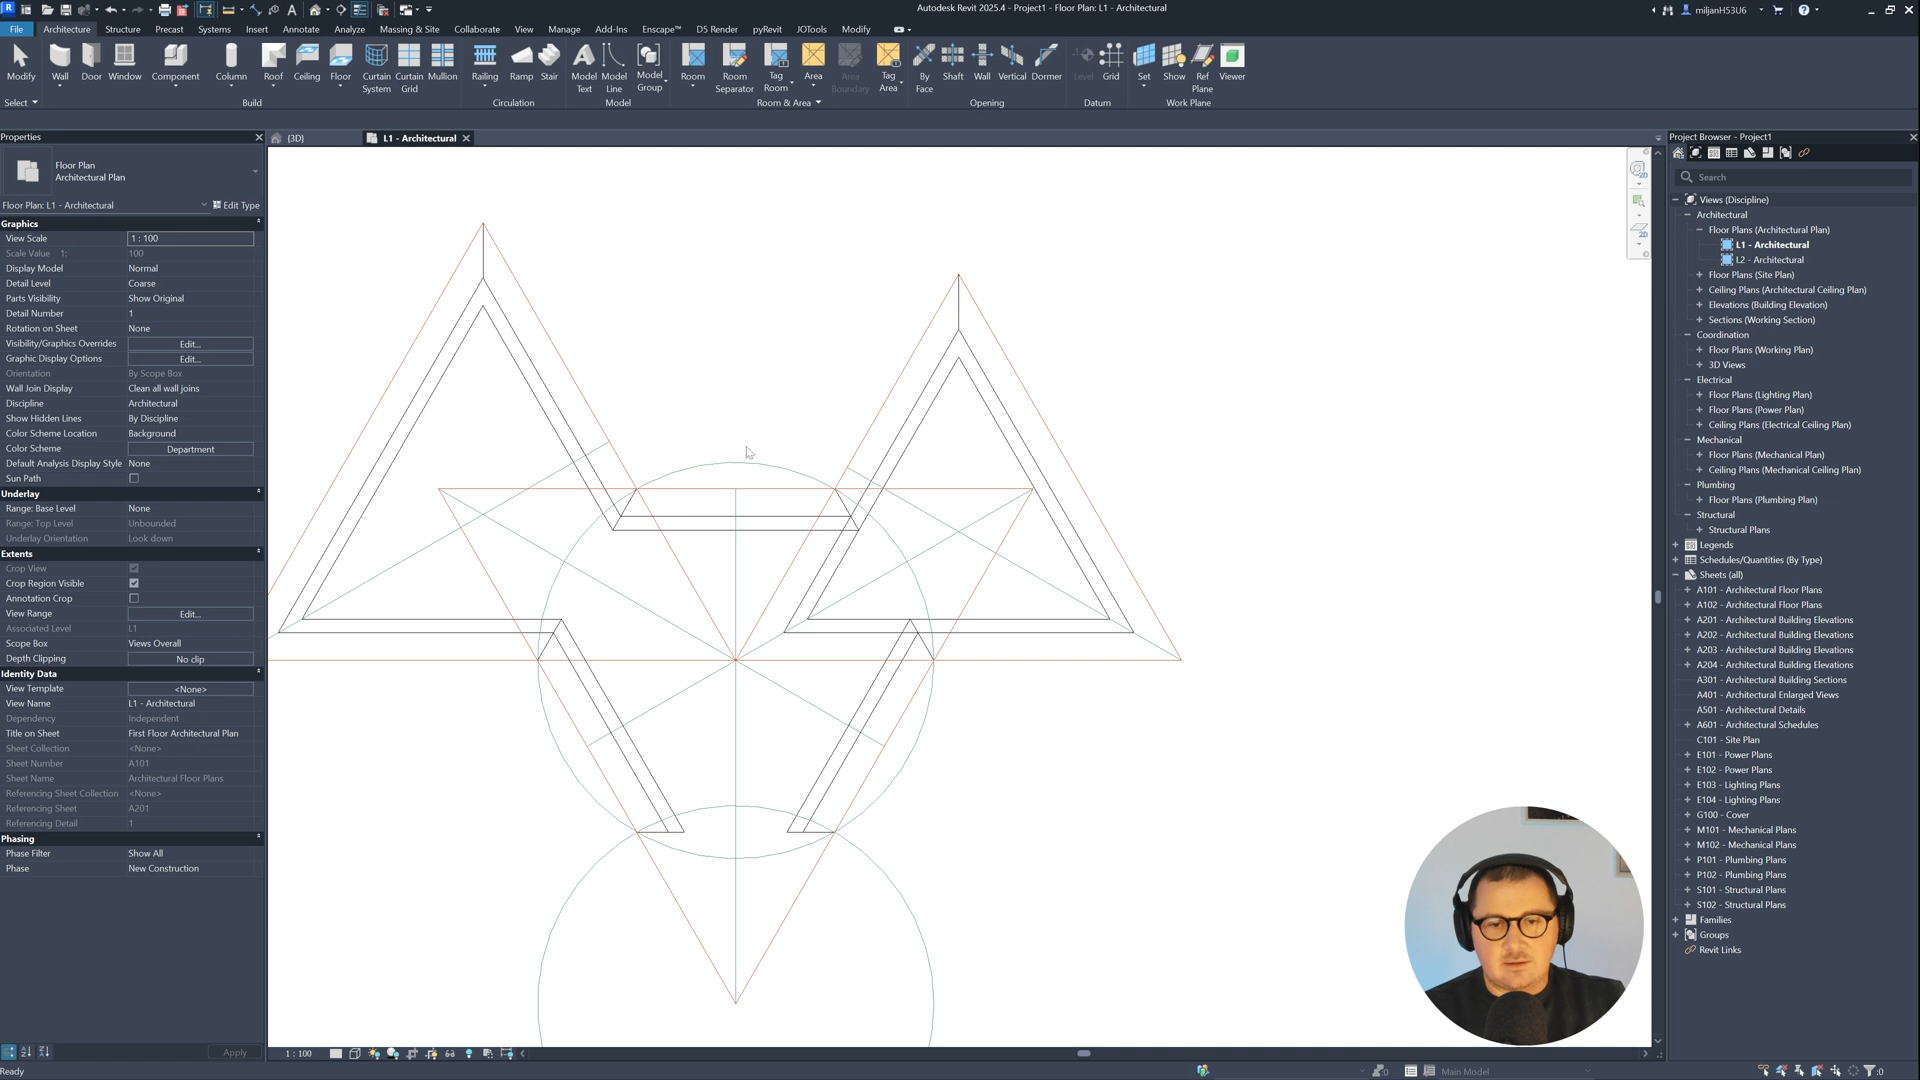 Autodesk Revit 2025.4 - Project1 - Floor Plan: L1 - Architectural
miljanH53U6
File Architecture Structure Precast Systems Insert Annotate Analyze Massing & Site Collaborate View Manage Add-Ins Enscape™ D5 Render pyRevit JOTools Modify
Modify Wall Door Window Component Column Roof Ceiling Floor Curtain System Curtain Grid Mullion Railing Ramp Stair Model Text Model Line Model Group Room Room Separator Tag Room Area Area Boundary Tag Area By Face Shaft Wall Vertical Dormer Level Grid Set Show Ref Plane Viewer
Select Build Circulation Model Room & Area Opening Datum Work Plane
Properties
{3D}
L1 - Architectural
Floor Plan
Architectural Plan
Floor Plan: L1 - Architectural
Edit Type
Graphics
View Scale 1 : 100
Scale Value 1: 100
Display Model Normal
Detail Level Coarse
Parts Visibility Show Original
Detail Number 1
Rotation on Sheet None
Visibility/Graphics Overrides Edit...
Graphic Display Options Edit...
Orientation By Scope Box
Wall Join Display Clean all wall joins
Discipline Architectural
Show Hidden Lines By Discipline
Color Scheme Location Background
Color Scheme Department
Default Analysis Display Style None
Sun Path
Underlay
Range: Base Level None
Range: Top Level Unbounded
Underlay Orientation Look down
Extents
Crop View
Crop Region Visible
Annotation Crop
View Range Edit...
Associated Level L1
Scope Box Views Overall
Depth Clipping No clip
Identity Data
View Template <None>
View Name L1 - Architectural
Dependency Independent
Title on Sheet First Floor Architectural Plan
Sheet Collection <None>
Sheet Number A101
Sheet Name Architectural Floor Plans
Referencing Sheet Collection <None>
Referencing Sheet A201
Referencing Detail 1
Phasing
Phase Filter Show All
Phase New Construction
Apply
Ready
1 : 100
2D
2D
:0
Main Model
:0
Project Browser - Project1
Search
Views (Discipline)
Architectural
Floor Plans (Architectural Plan)
L1 - Architectural
L2 - Architectural
Floor Plans (Site Plan)
Ceiling Plans (Architectural Ceiling Plan)
Elevations (Building Elevation)
Sections (Working Section)
Coordination
Floor Plans (Working Plan)
3D Views
Electrical
Floor Plans (Lighting Plan)
Floor Plans (Power Plan)
Ceiling Plans (Electrical Ceiling Plan)
Mechanical
Floor Plans (Mechanical Plan)
Ceiling Plans (Mechanical Ceiling Plan)
Plumbing
Floor Plans (Plumbing Plan)
Structural
Structural Plans
Legends
Schedules/Quantities (By Type)
Sheets (all)
A101 - Architectural Floor Plans
A102 - Architectural Floor Plans
A201 - Architectural Building Elevations
A202 - Architectural Building Elevations
A203 - Architectural Building Elevations
A204 - Architectural Building Elevations
A301 - Architectural Building Sections
A401 - Architectural Enlarged Views
A501 - Architectural Details
A601 - Architectural Schedules
C101 - Site Plan
E101 - Power Plans
E102 - Power Plans
E103 - Lighting Plans
E104 - Lighting Plans
G100 - Cover
M101 - Mechanical Plans
M102 - Mechanical Plans
P101 - Plumbing Plans
P102 - Plumbing Plans
S101 - Structural Plans
S102 - Structural Plans
Families
Groups
Revit Links